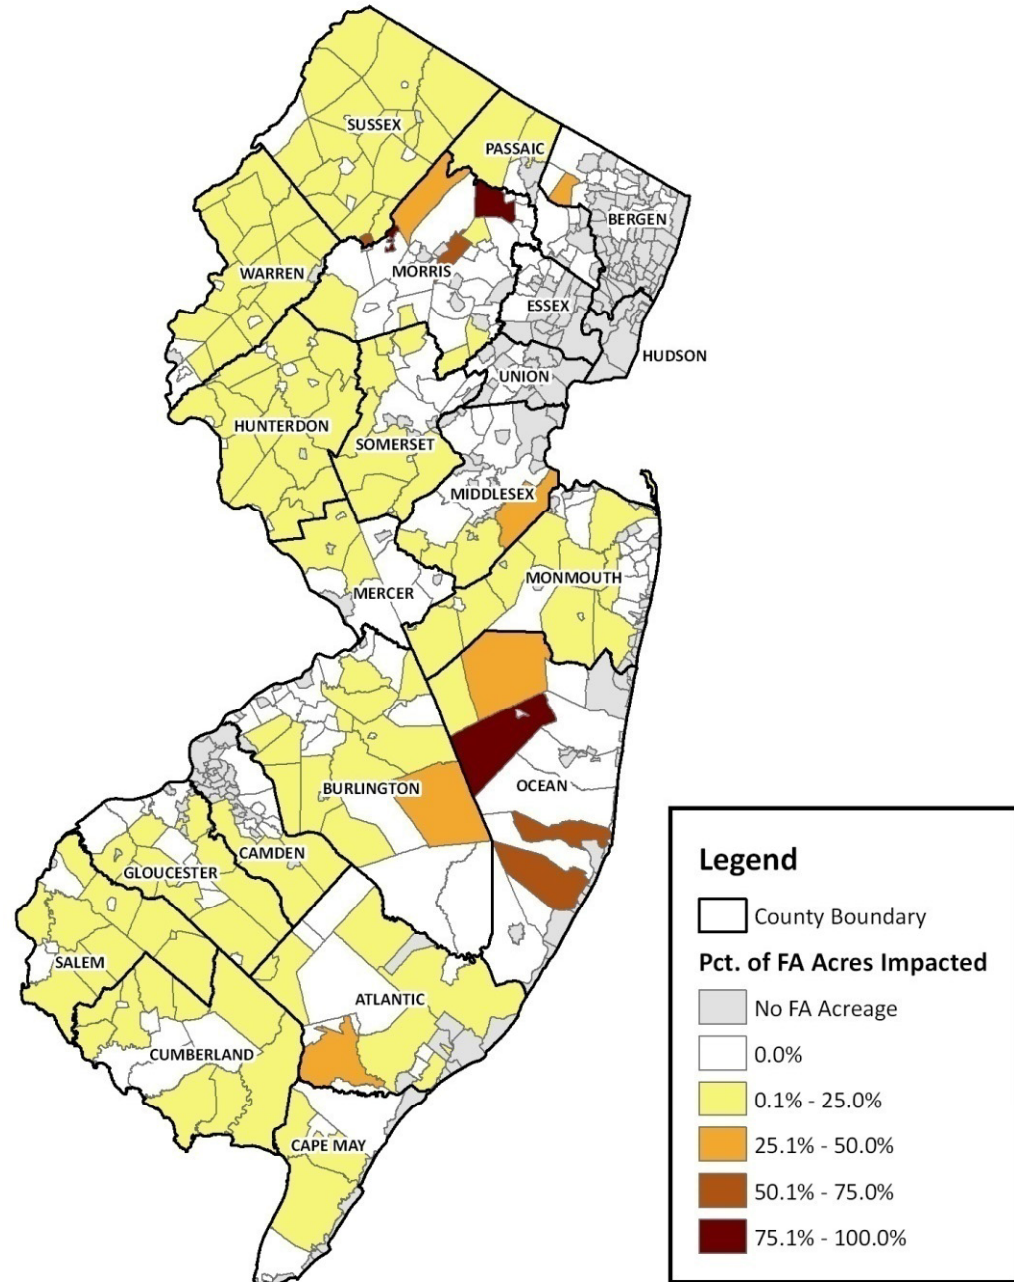 SUSSEX
PASSAIC
BERGEN
WARREN
MORRIS
ESSEX
HUDSON
UNION
HUNTERDON
SOMERSET
MIDDLESEX
MONMOUTH
MERCER
BURLINGTON
OCEAN
CAMDEN
GLOUCESTER
SALEM
ATLANTIC
CUMBERLAND
CAPE MAY
Legend
County Boundary
Pct. of FA Acres Impacted
No FA Acreage
0.0%
0.1% - 25.0%
25.1% - 50.0%
50.1% - 75.0%
75.1% - 100.0%